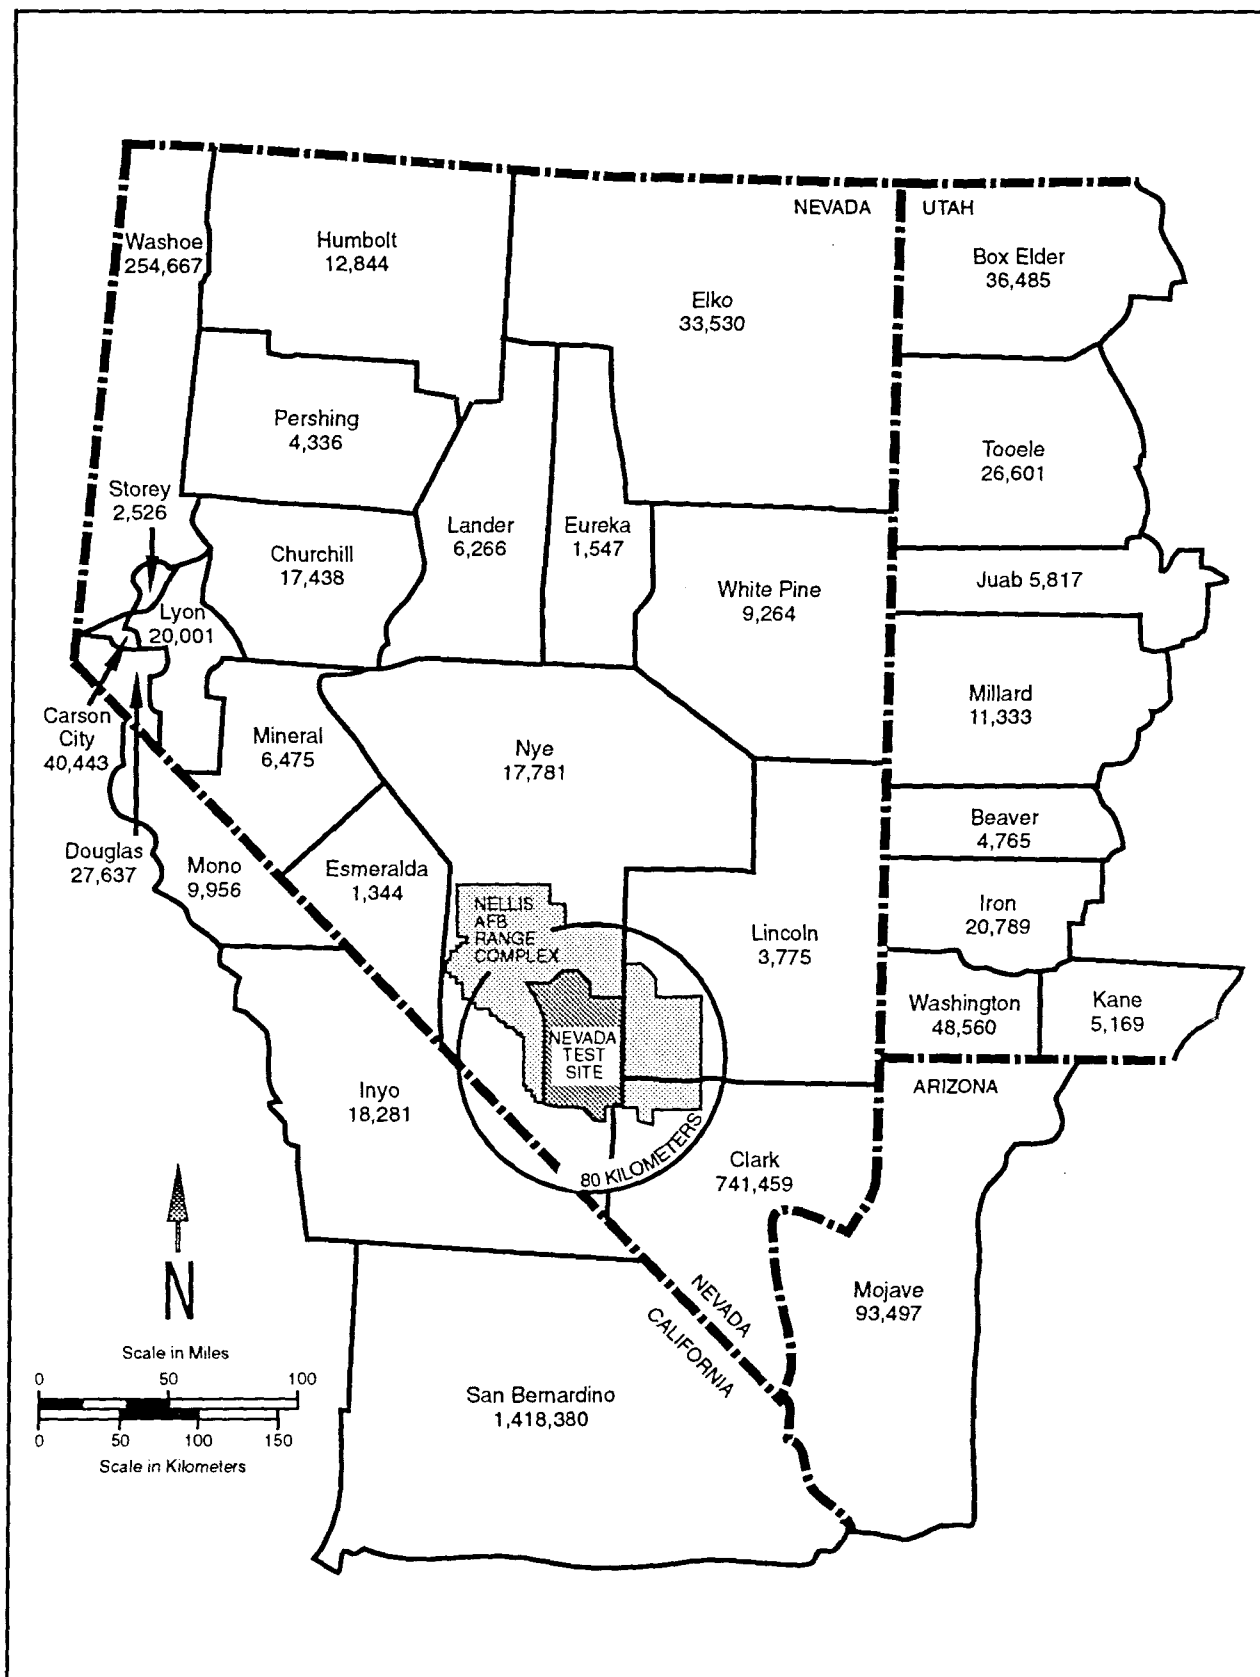 NEVADA
UTAH
Washoe
254,667
Humbolt
12,844
Elko
33,530
Box Elder
36,485
Pershing
4,336
Tooele
26,601
Storey
2,526
Churchill
17,438
Lander
6,266
Eureka
1,547
White Pine
9,264
Juab 5,817
Lyon
20,001
Millard
11,333
Carson
City
40,443
Mineral
6,475
Nye
17,781
Beaver
4,765
Douglas
27,637
Mono
9,956
Esmeralda
1,344
NELLIS
AFB
RANGE
COMPLEX
Lincoln
3,775
Iron
20,789
Washington
48,560
Kane
5,169
NEVADA
TEST
SITE
ARIZONA
Inyo
18,281
80 KILOMETERS
Clark
741,459
Mojave
93,497
N
NEVADA
CALIFORNIA
Scale in Miles
0 50 100
0 50 100 150
Scale in Kilometers
San Bernardino
1,418,380